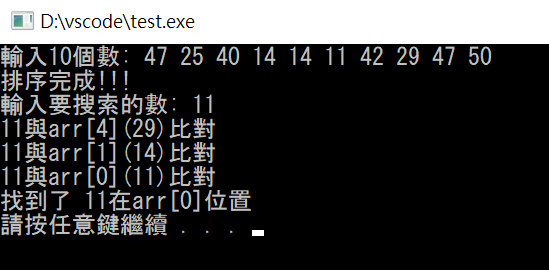 D:\vscode\test.exe
輸入10個數: 47 25 40 14 14 11 42 29 47 50
排序完成!!!
輸入要搜索的數: 11
11與arr[4](29)比對
11與arr[1](14)比對
11與arr[0](11)比對
找到了 11在arr[0]位置
請按任意鍵繼續 . . .